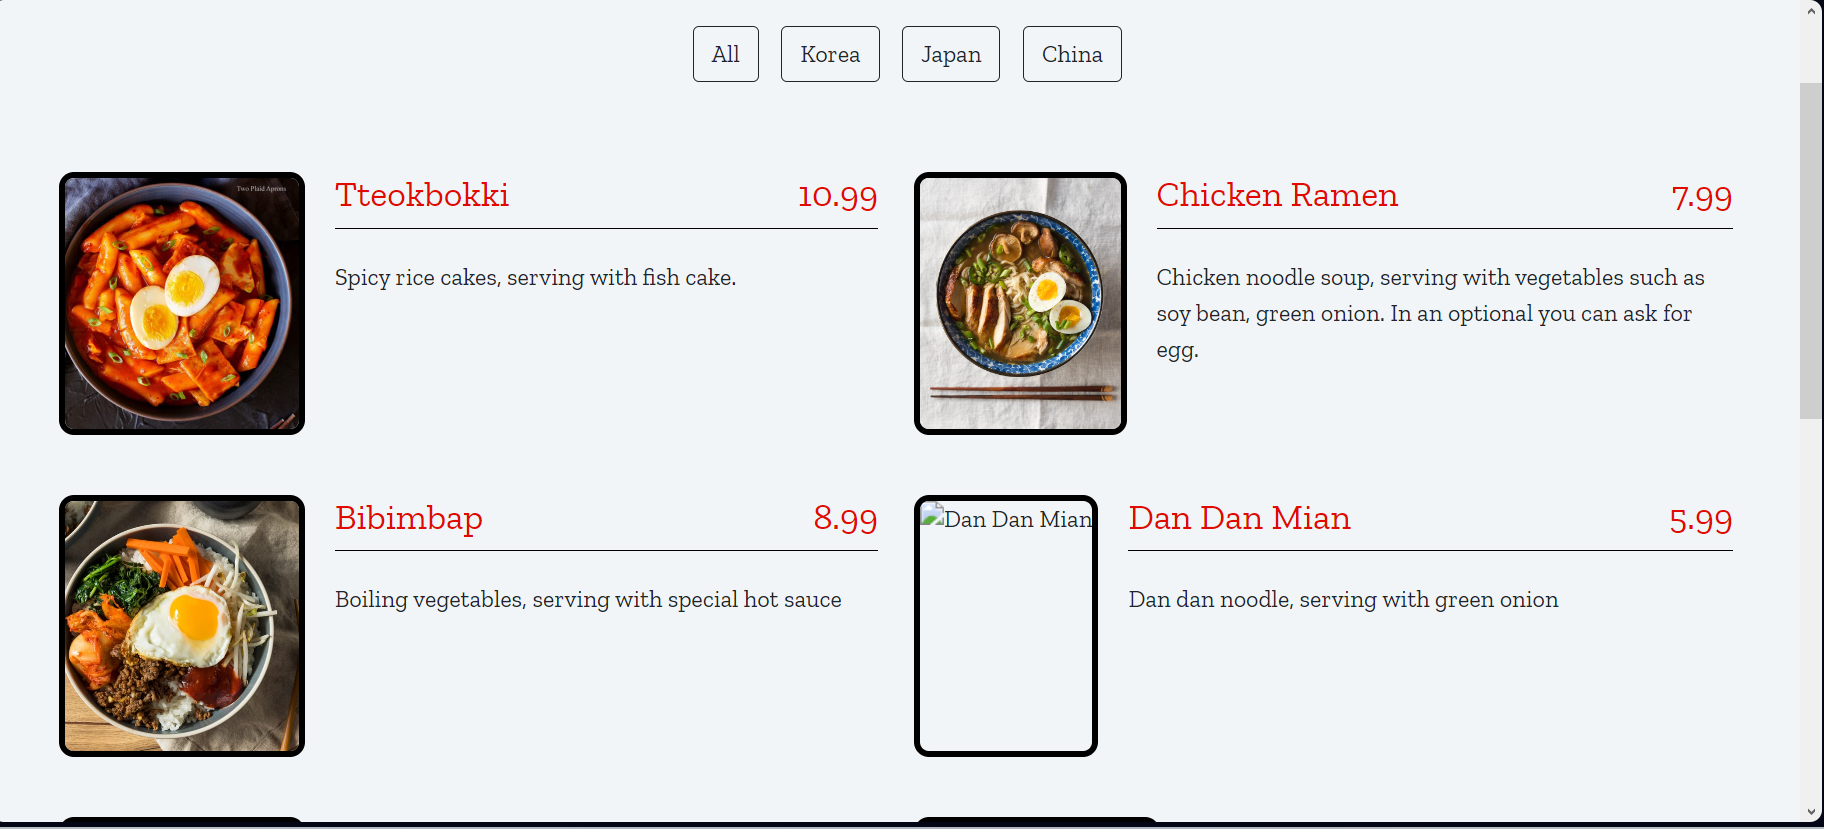 All
Korea
Japan
China
Two Plaid Aprons
Tteokbokki 10.99
Spicy rice cakes, serving with fish cake.
Chicken Ramen 7.99
Chicken noodle soup, serving with vegetables such as
soy bean, green onion. In an optional you can ask for
egg.
Bibimbap 8.99
Boiling vegetables, serving with special hot sauce
Dan Dan Mian
Dan Dan Mian 5.99
Dan dan noodle, serving with green onion